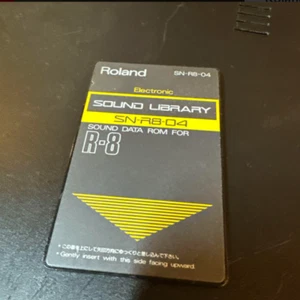 Roland SN-R8-04
Electronic
SOUND LIBRARY
SN-R8-04
SOUND DATA ROM FOR
R-8
• Gently insert with this side facing upward.